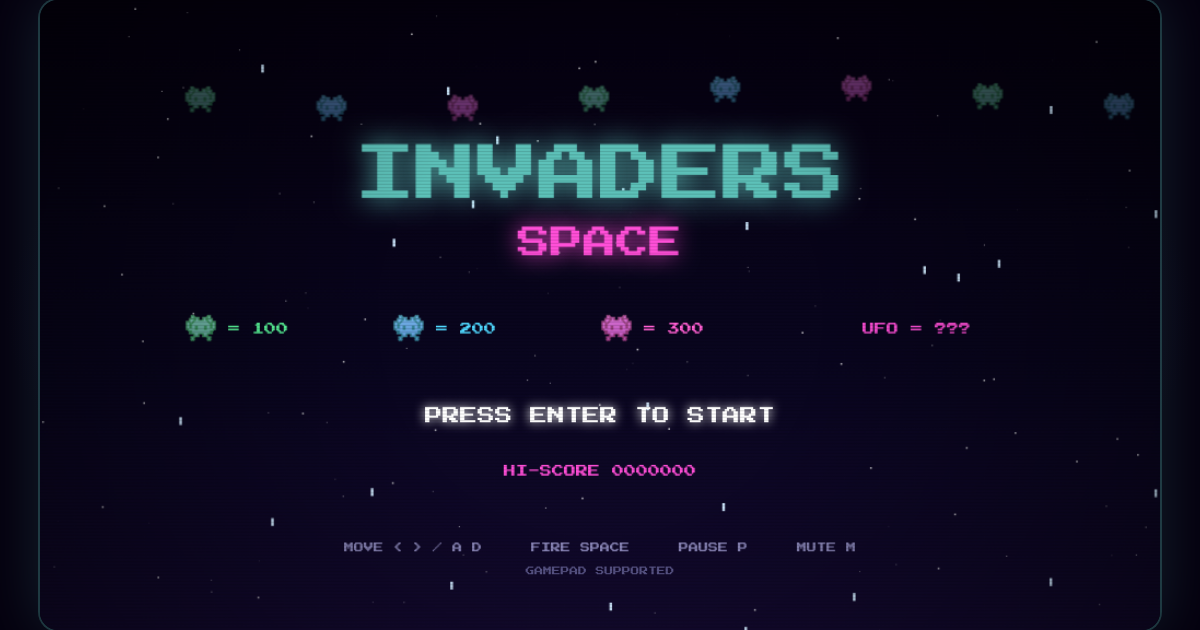 INVADERS
SPACE
= 100 = 200 = 300 UFO = ???
PRESS ENTER TO START
HI-SCORE 0000000
MOVE < > / A D FIRE SPACE PAUSE P MUTE M
GAMEPAD SUPPORTED